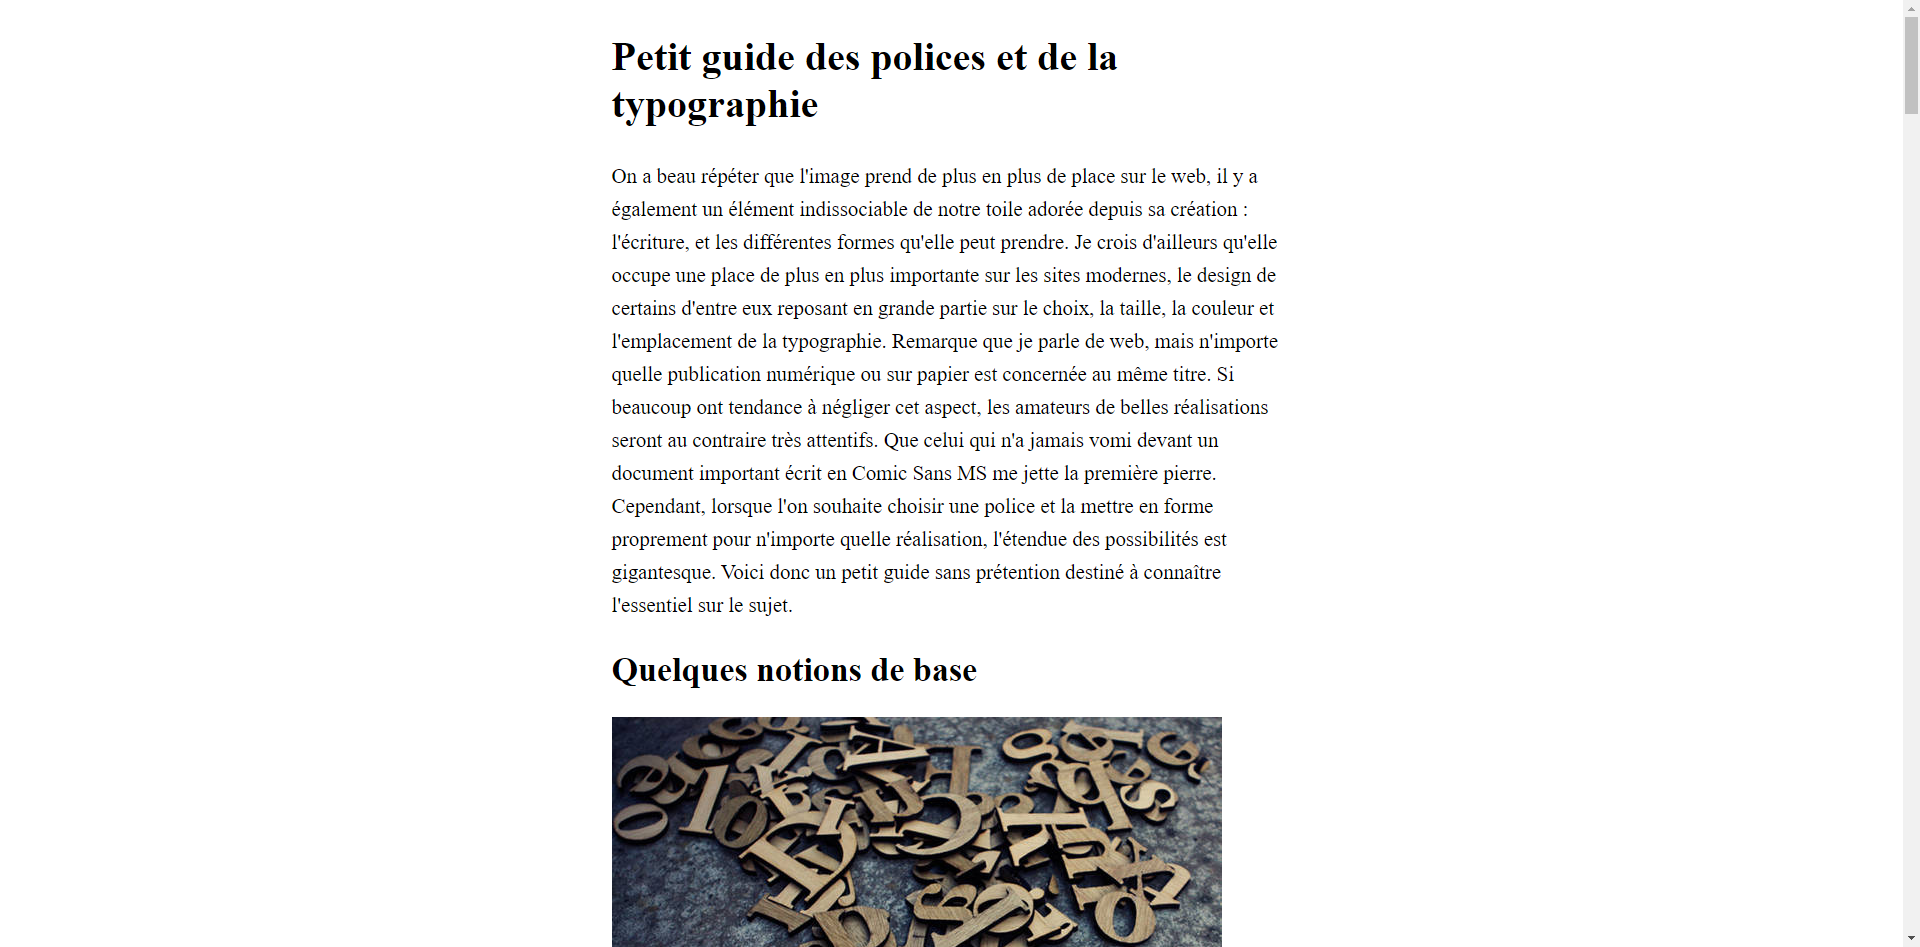 Petit guide des polices et de la
typographie
On a beau répéter que l'image prend de plus en plus de place sur le web, il y a
également un élément indissociable de notre toile adorée depuis sa création :
l'écriture, et les différentes formes qu'elle peut prendre. Je crois d'ailleurs qu'elle
occupe une place de plus en plus importante sur les sites modernes, le design de
certains d'entre eux reposant en grande partie sur le choix, la taille, la couleur et
l'emplacement de la typographie. Remarque que je parle de web, mais n'importe
quelle publication numérique ou sur papier est concernée au même titre. Si
beaucoup ont tendance à négliger cet aspect, les amateurs de belles réalisations
seront au contraire très attentifs. Que celui qui n'a jamais vomi devant un
document important écrit en Comic Sans MS me jette la première pierre.
Cependant, lorsque l'on souhaite choisir une police et la mettre en forme
proprement pour n'importe quelle réalisation, l'étendue des possibilités est
gigantesque. Voici donc un petit guide sans prétention destiné à connaître
l'essentiel sur le sujet.
Quelques notions de base